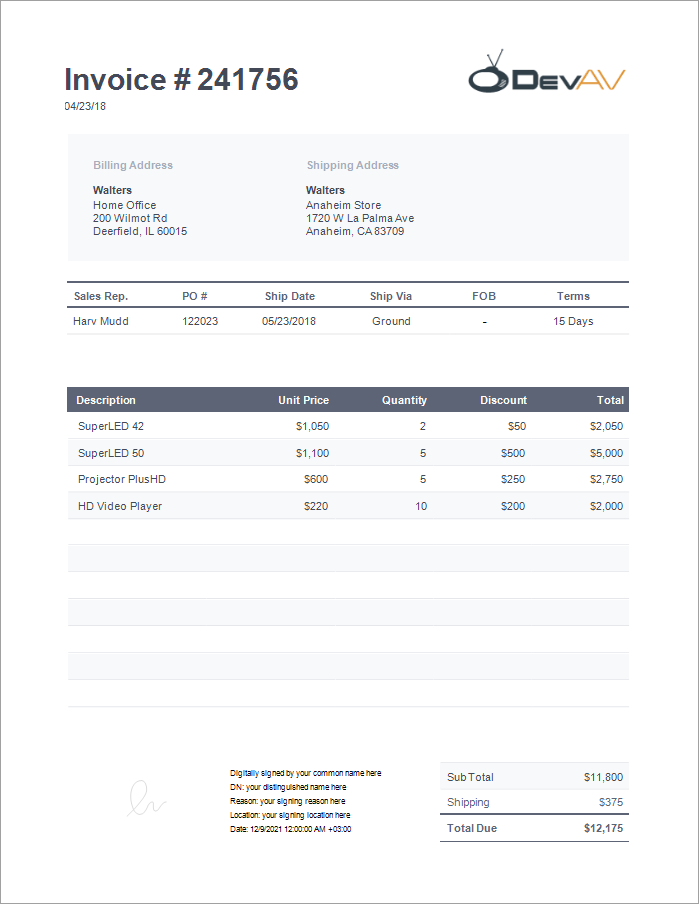 Invoice # 241756
DevAV
04/23/18
Billing Address Shipping Address
Walters Walters
Home Office Anaheim Store
200 Wilmot Rd 1720 W La Palma Ave
Deerfield, IL 60015 Anaheim, CA 83709
Sales Rep. PO # Ship Date Ship Via FOB Terms
Harv Mudd 122023 05/23/2018 Ground - 15 Days
Description Unit Price Quantity Discount Total
SuperLED 42 $1,050 2 $50 $2,050
SuperLED 50 $1,100 5 $500 $5,000
Projector PlusHD $600 5 $250 $2,750
HD Video Player $220 10 $200 $2,000
Digitally signed by your common name here
DN: your distinguished name here
Reason: your signing reason here
Location: your signing location here
Date: 12/9/2021 12:00:00 AM +03:00
Sub Total $11,800
Shipping $375
Total Due $12,175